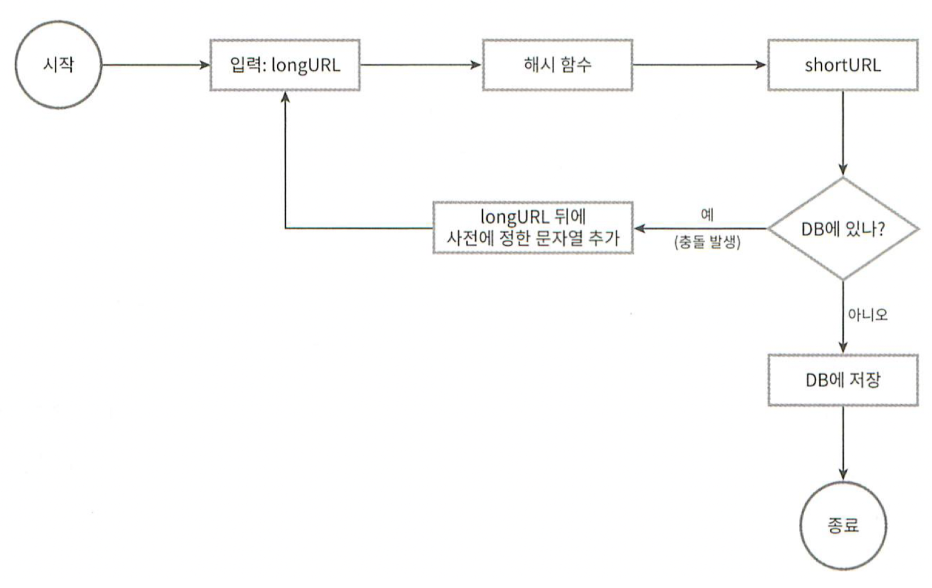 시작
입력: longURL
해시 함수
shortURL
longURL 뒤에
사전에 정한 문자열 추가
예
(충돌 발생)
DB에 있나?
아니오
DB에 저장
종료